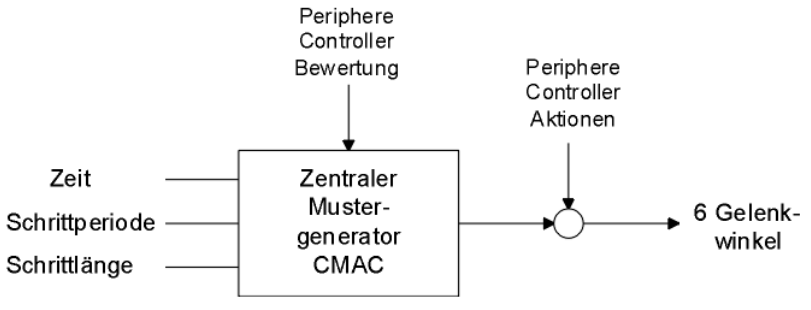 Periphere
Controller
Bewertung
Periphere
Controller
Aktionen
Zeit
Schrittperiode
Schrittlänge
Zentraler
Muster-
generator
CMAC
6 Gelenk-
winkel